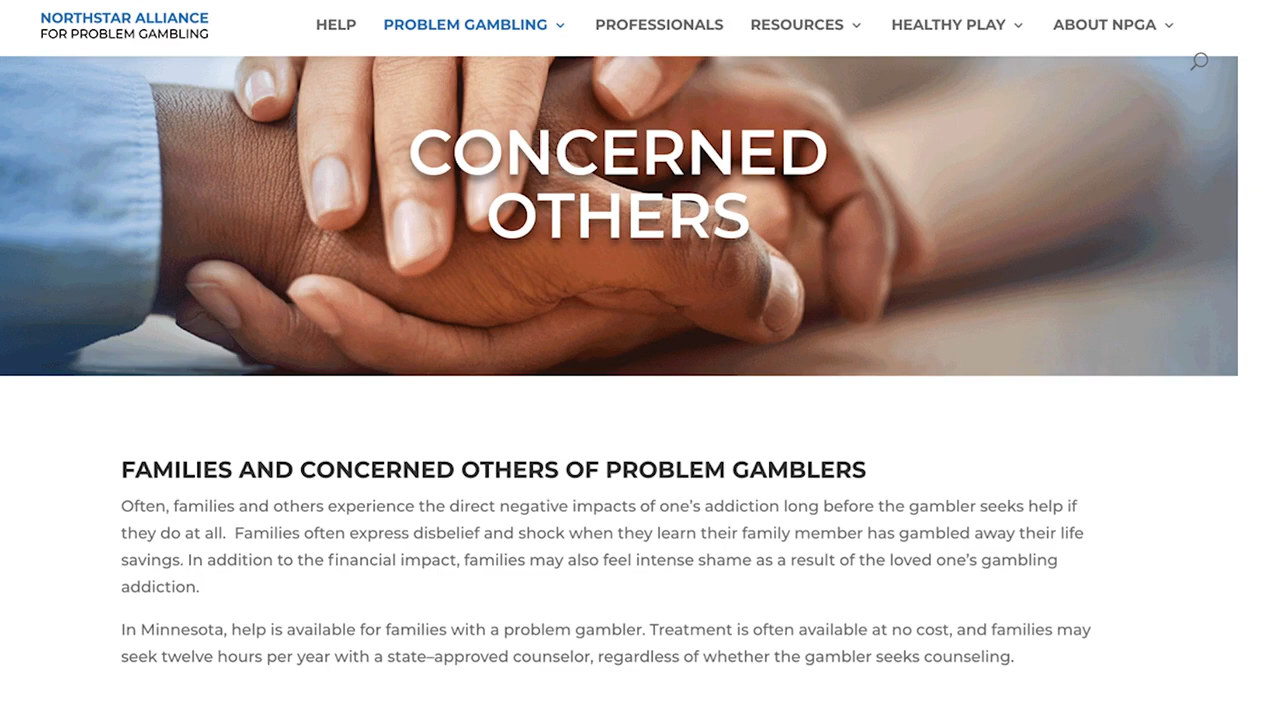 NORTHSTAR ALLIANCE
FOR PROBLEM GAMBLING
HELP PROBLEM GAMBLING PROFESSIONALS RESOURCES HEALTHY PLAY ABOUT NPGA
CONCERNED
OTHERS
FAMILIES AND CONCERNED OTHERS OF PROBLEM GAMBLERS
Often, families and others experience the direct negative impacts of one’s addiction long before the gambler seeks help if
they do at all.  Families often express disbelief and shock when they learn their family member has gambled away their life
savings. In addition to the financial impact, families may also feel intense shame as a result of the loved one’s gambling
addiction.
In Minnesota, help is available for families with a problem gambler. Treatment is often available at no cost, and families may
seek twelve hours per year with a state–approved counselor, regardless of whether the gambler seeks counseling.